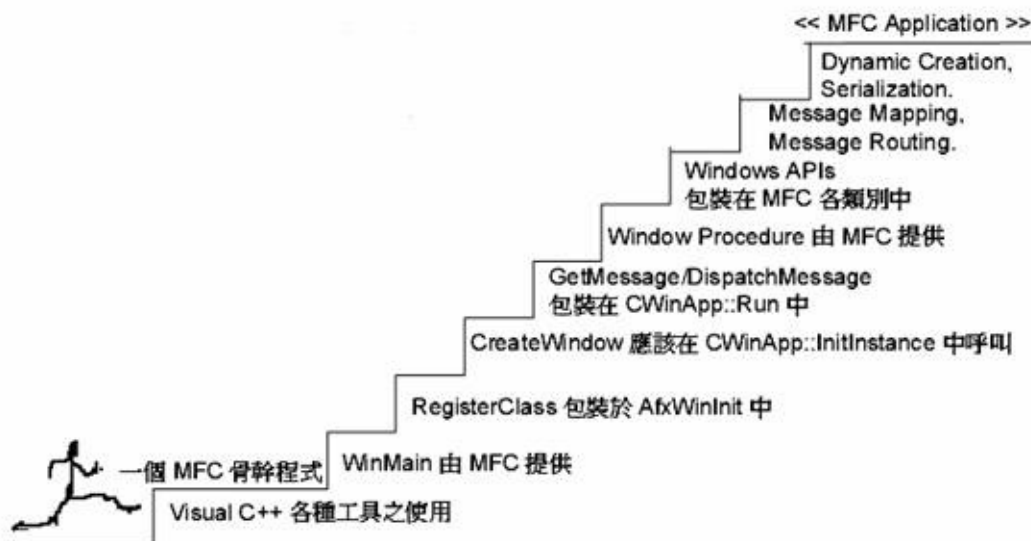 << MFC Application >>
Dynamic Creation,
Serialization.
Message Mapping,
Message Routing.
Windows APIs
包裝在 MFC 各類別中
Window Procedure 由 MFC 提供
GetMessage/DispatchMessage
包裝在 CWinApp::Run 中
CreateWindow 應該在 CWinApp::InitInstance 中呼叫
RegisterClass 包裝於 AfxWinInit 中
一個 MFC 骨幹程式
WinMain 由 MFC 提供
Visual C++ 各種工具之使用